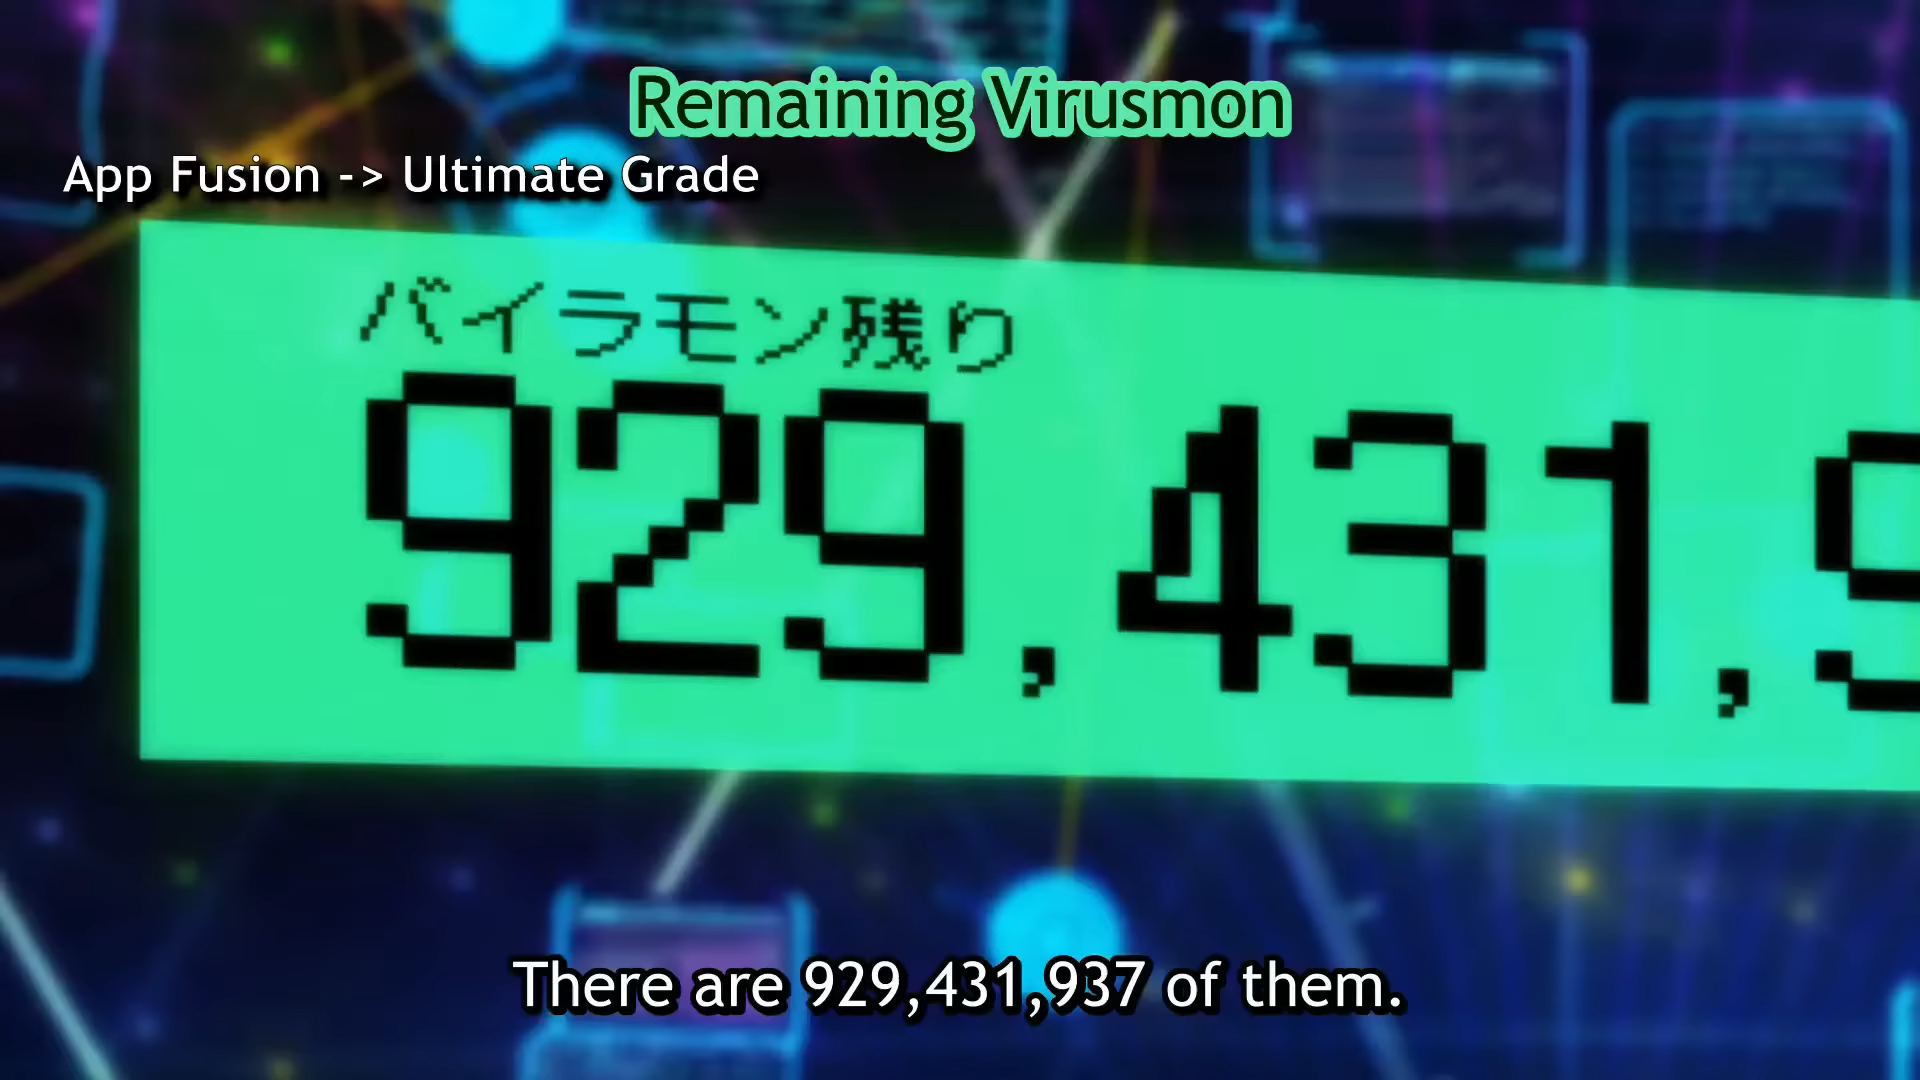 Remaining Virusmon
App Fusion -> Ultimate Grade
バイラモン残り
929,431,9
There are 929,431,937 of them.